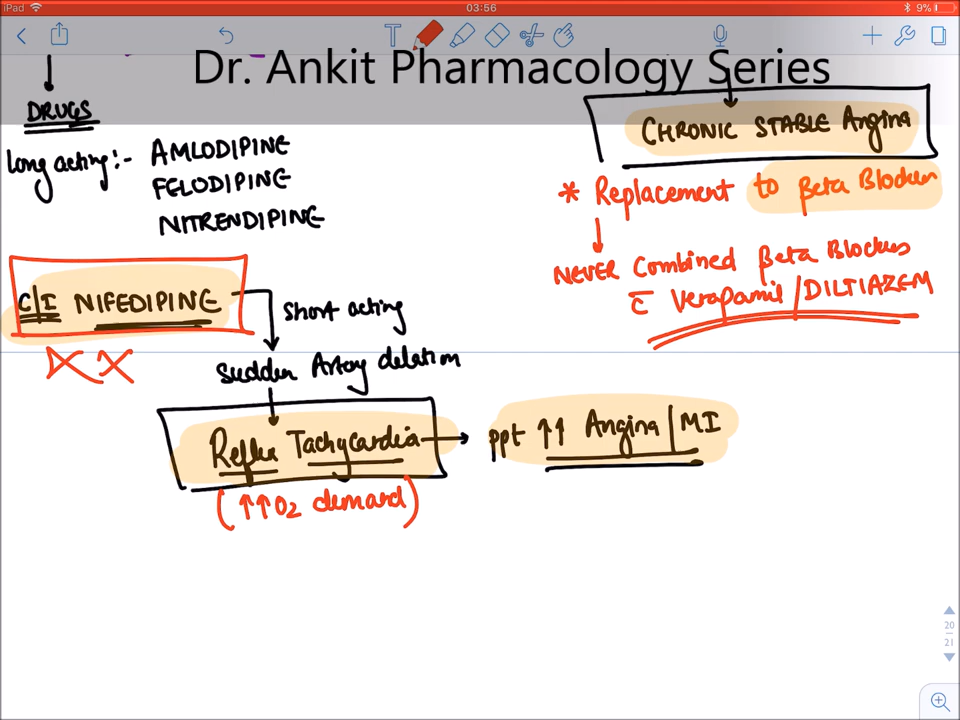 iPad 03:56 9%
T
Dr. Ankit Pharmacology Series
DRUGS
long acting:- AMLODIPINE
FELODIPINE
NITRENDIPINE
CHRONIC STABLE Angina
* Replacement to Beta Blocker
NEVER Combined Beta Blockers
c̄ Verapamil/DILTIAZEM
C/I NIFEDIPINE
short acting
sudden Artery delation
Reflex Tachycardia
(↑↑O2 demand)
ppt ↑↑ Angina/MI
20
21